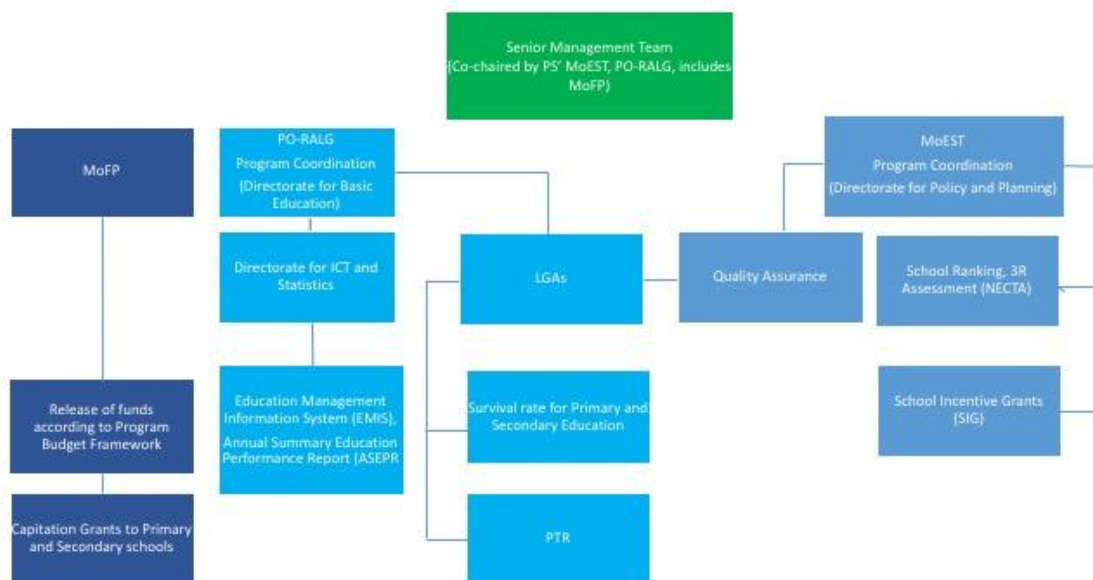 Senior Management Team
(Co-chaired by PS' MoEST, PO-RALG, includes
MoFP)
MoFP
PO-RALG
Program Coordination
(Directorate for Basic
Education)
MoEST
Program Coordination
(Directorate for Policy and Planning)
Directorate for ICT and
Statistics
LGAs
Quality Assurance
School Ranking, 3R
Assessment (NECTA)
Release of funds
according to Program
Budget Framework
Education Management
Information System (EMIS),
Annual Summary Education
Performance Report (ASEPR
Survival rate for Primary and
Secondary Education
School Incentive Grants
(SIG)
Capitation Grants to Primary
and Secondary schools
PTR